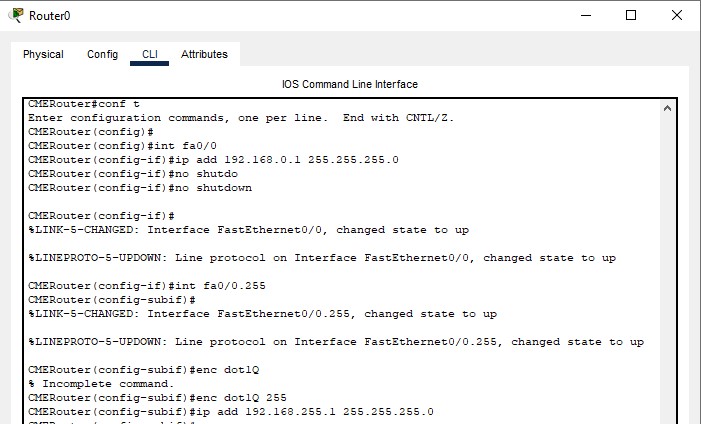 Router0
Physical Config CLI Attributes
IOS Command Line Interface
CMERouter#conf t
Enter configuration commands, one per line.  End with CNTL/Z.
CMERouter(config)#
CMERouter(config)#int fa0/0
CMERouter(config-if)#ip add 192.168.0.1 255.255.255.0
CMERouter(config-if)#no shutdo
CMERouter(config-if)#no shutdown
CMERouter(config-if)#
%LINK-5-CHANGED: Interface FastEthernet0/0, changed state to up
%LINEPROTO-5-UPDOWN: Line protocol on Interface FastEthernet0/0, changed state to up
CMERouter(config-if)#int fa0/0.255
CMERouter(config-subif)#
%LINK-5-CHANGED: Interface FastEthernet0/0.255, changed state to up
%LINEPROTO-5-UPDOWN: Line protocol on Interface FastEthernet0/0.255, changed state to up
CMERouter(config-subif)#enc dot1Q
% Incomplete command.
CMERouter(config-subif)#enc dot1Q 255
CMERouter(config-subif)#ip add 192.168.255.1 255.255.255.0